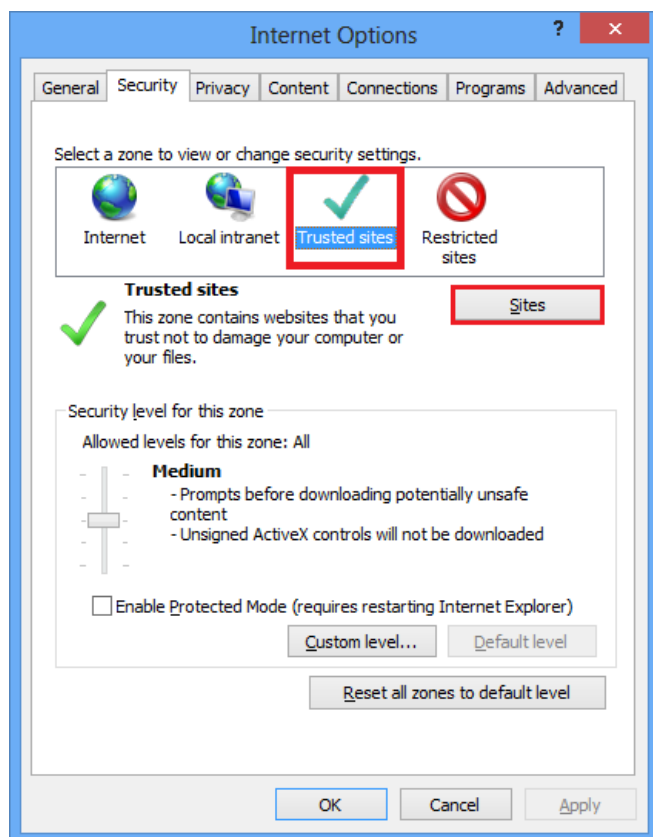 Internet Options
?
×
General Security Privacy Content Connections Programs Advanced
Select a zone to view or change security settings.
Internet Local intranet Trusted sites Restricted
sites
Trusted sites
Sites
This zone contains websites that you
trust not to damage your computer or
your files.
Security level for this zone
Allowed levels for this zone: All
Medium
- Prompts before downloading potentially unsafe
content
- Unsigned ActiveX controls will not be downloaded
Enable Protected Mode (requires restarting Internet Explorer)
Custom level... Default level
Reset all zones to default level
OK Cancel Apply